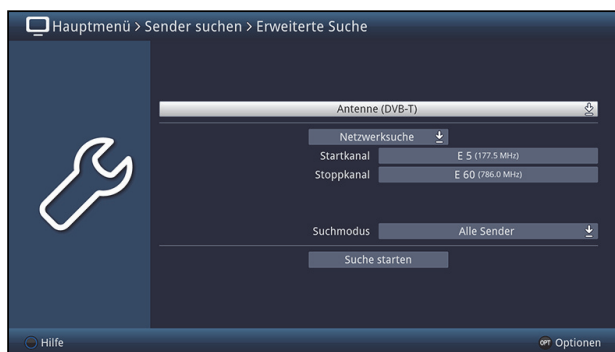 Hauptmenü > Sender suchen > Erweiterte Suche
Antenne (DVB-T)
Netzwerksuche
Startkanal E 5 (177.5 MHz)
Stoppkanal E 60 (786.0 MHz)
Suchmodus Alle Sender
Suche starten
Hilfe OPT Optionen